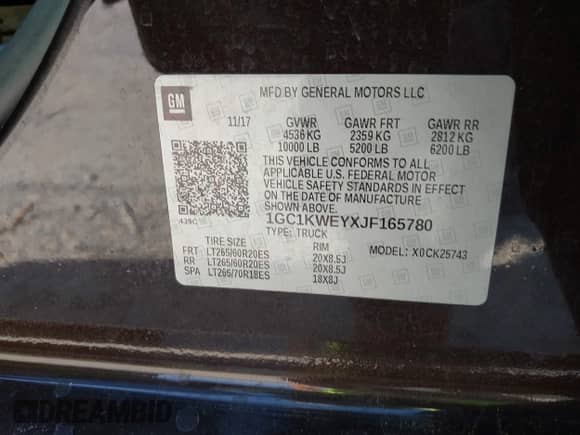 GM
MFD BY GENERAL MOTORS LLC
11/17 GVWR GAWR FRT GAWR RR
4536 KG 2359 KG 2812 KG
10000 LB 5200 LB 6200 LB
THIS VEHICLE CONFORMS TO ALL
APPLICABLE U.S. FEDERAL MOTOR
VEHICLE SAFETY STANDARDS IN EFFECT
ON THE DATE OF MANUFACTURE SHOWN ABOVE.
1GC1KWEYXJF165780
TYPE: TRUCK
TIRE SIZE RIM MODEL: X0CK25743
FRT LT265/60R20ES 20X8.5J
RR LT265/60R20ES 20X8.5J
SPA LT265/70R18ES 18X8J
DREAMBID